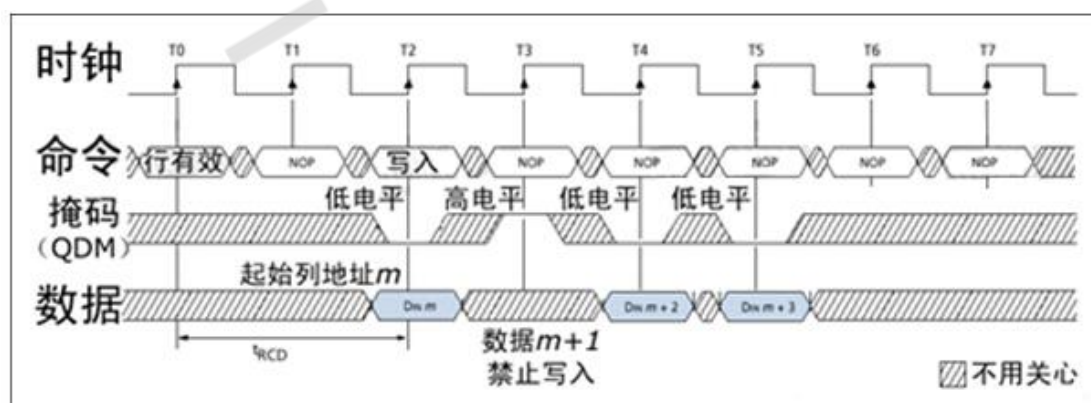 时钟 T0 T1 T2 T3 T4 T5 T6 T7
命令 行有效 NOP 写入 NOP NOP NOP NOP NOP
低电平 高电平 低电平 低电平
掩码
(QDM)
起始列地址m
数据 DIN m DIN m + 2 DIN m + 3
tRCD
数据m+1
禁止写入
不用关心